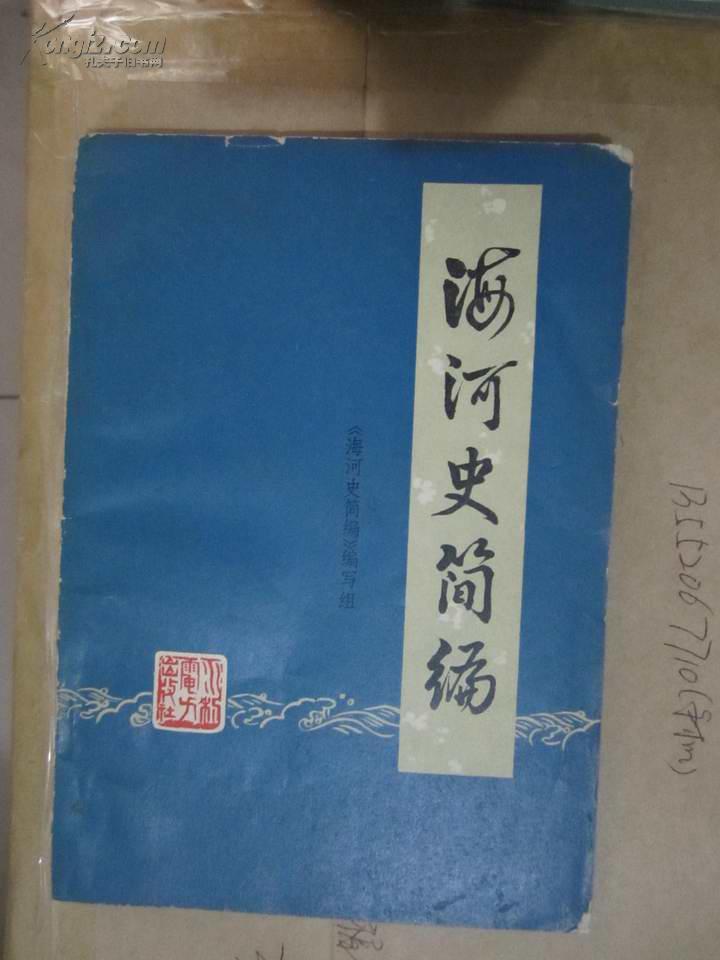 Kongfz.com
孔夫子旧书网
海河史简编
《海河史简编》编写组
水利
電力
出版社